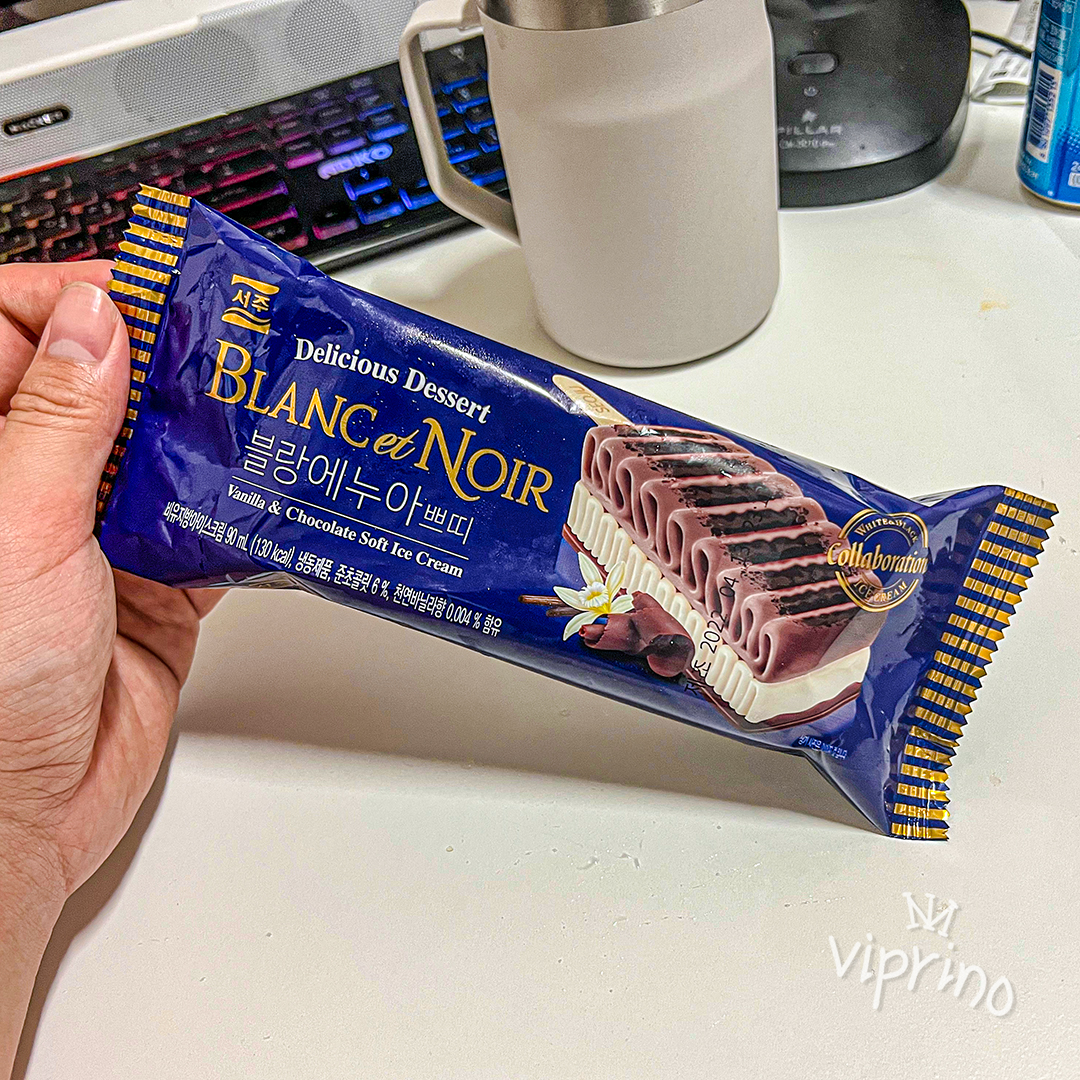 PILLAR
서주
Delicious Dessert
BLANC et NOIR
블랑에누아쁘띠
Vanilla & Chocolate Soft Ice Cream
비유지방아이스크림 90 mL (130 kcal), 냉동제품, 준초콜릿 6 %, 천연바닐라향 0.004 % 함유
SEOJU
WHITE&BLACK
Collaboration
ICE CREAM
viprino